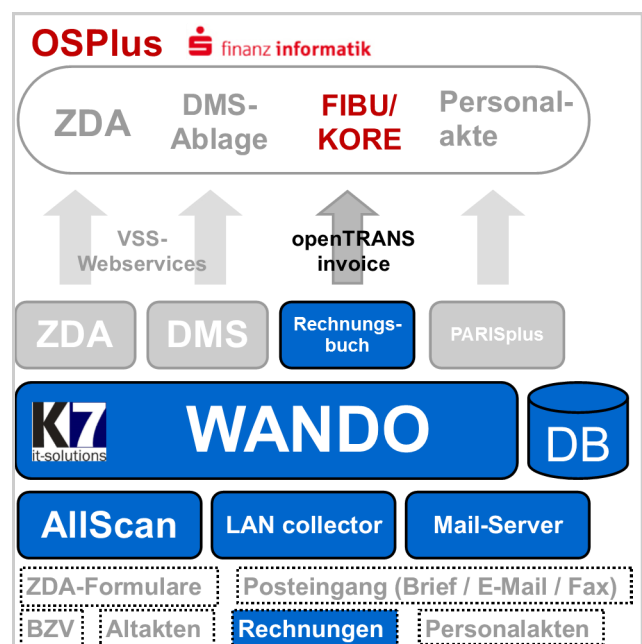 OSPlus S finanz informatik
ZDA DMS- FIBU/ Personal-
Ablage KORE akte
VSS- openTRANS
Webservices invoice
ZDA DMS Rechnungs- PARISplus
buch
K7 WANDO DB
it-solutions
AllScan LAN collector Mail-Server
ZDA-Formulare Posteingang (Brief / E-Mail / Fax)
BZV Altakten Rechnungen Personalakten